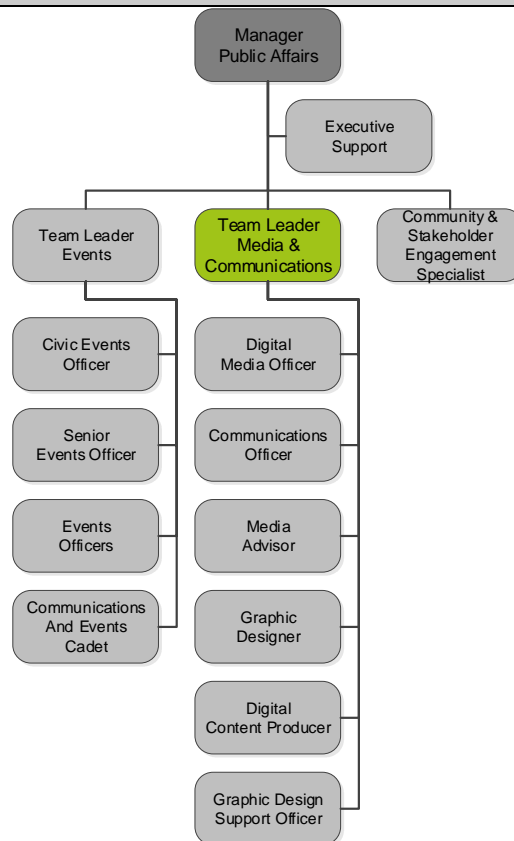 Manager
Public Affairs
Executive
Support
Team Leader
Events
Team Leader
Media &
Communications
Community &
Stakeholder
Engagement
Specialist
Civic Events
Officer
Senior
Events Officer
Events
Officers
Communications
And Events
Cadet
Digital
Media Officer
Communications
Officer
Media
Advisor
Graphic
Designer
Digital
Content Producer
Graphic Design
Support Officer